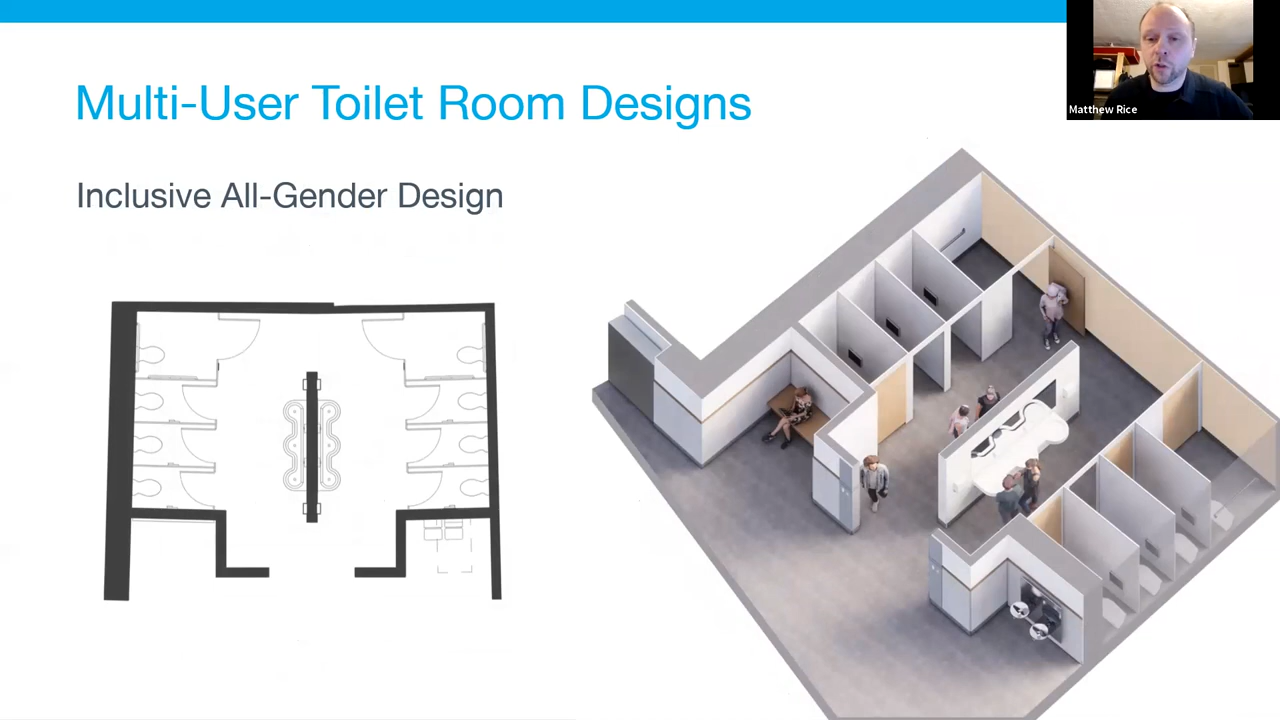 Multi-User Toilet Room Designs
Matthew Rice
Inclusive All-Gender Design